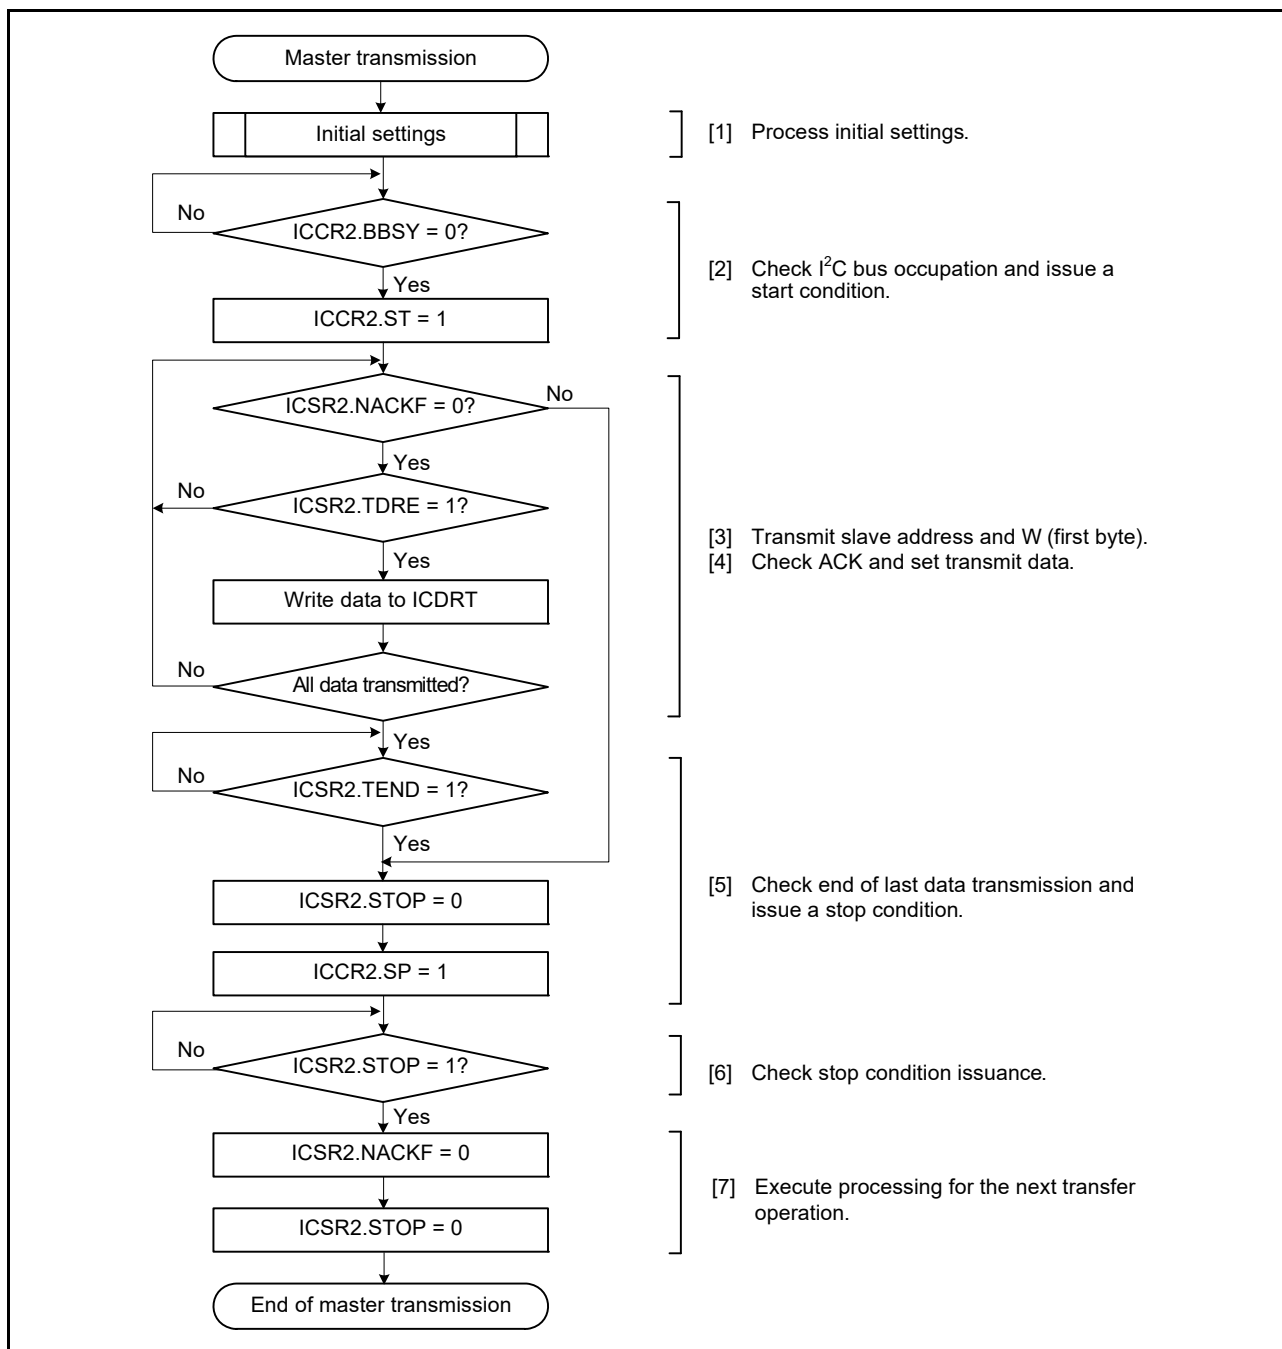 Master transmission
Initial settings
[1] Process initial settings.
No
ICCR2.BBSY = 0?
Yes
[2] Check I²C bus occupation and issue a
start condition.
ICCR2.ST = 1
ICSR2.NACKF = 0?
No
Yes
No
ICSR2.TDRE = 1?
Yes
[3] Transmit slave address and W (first byte).
[4] Check ACK and set transmit data.
Write data to ICDRT
No
All data transmitted?
Yes
No
ICSR2.TEND = 1?
Yes
[5] Check end of last data transmission and
issue a stop condition.
ICSR2.STOP = 0
ICCR2.SP = 1
No
ICSR2.STOP = 1?
[6] Check stop condition issuance.
Yes
ICSR2.NACKF = 0
[7] Execute processing for the next transfer
operation.
ICSR2.STOP = 0
End of master transmission